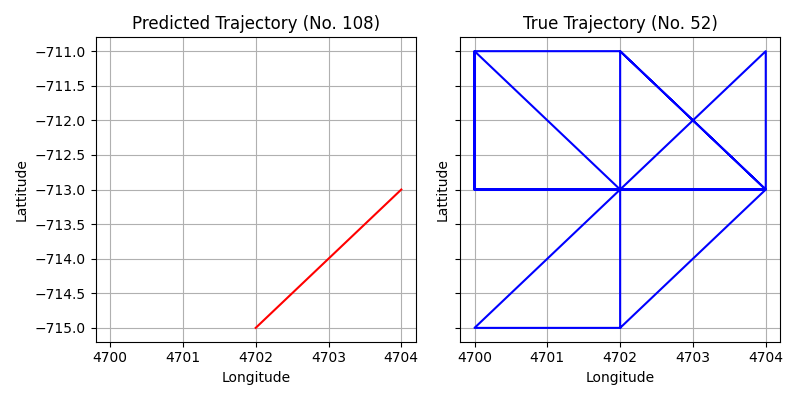 Predicted Trajectory (No. 108)
True Trajectory (No. 52)
−711.0
−711.5
−712.0
−712.5
−713.0
−713.5
−714.0
−714.5
−715.0
Lattitude
Lattitude
4700 4701 4702 4703 4704
4700 4701 4702 4703 4704
Longitude
Longitude